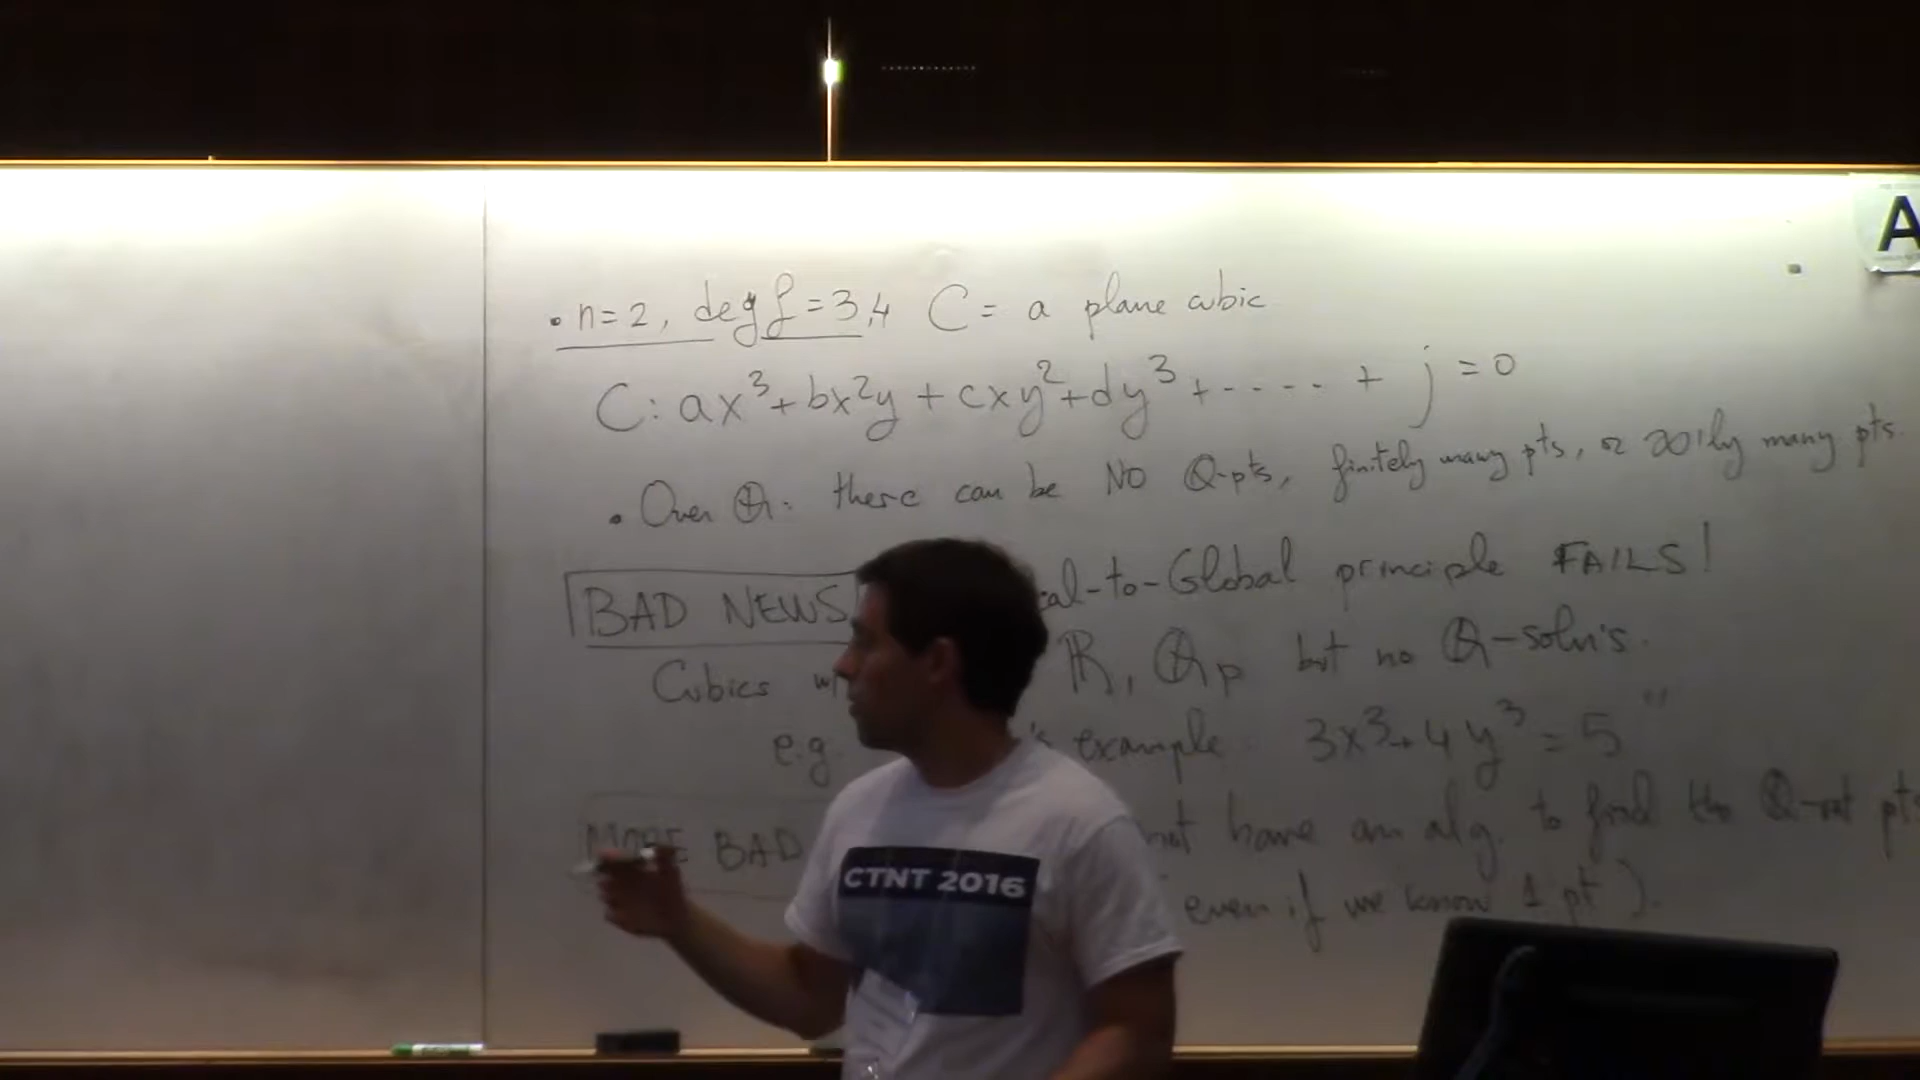 • n=2, deg f=3,4 C = a plane cubic
C: ax³+bx²y + cxy²+dy³ + ····· + j = 0
• Over ℚ: there can be NO ℚ-pts, finitely many pts, or ∞'ly many pts.
BAD NEWS al-to-Global principle FAILS!
Cubics w/ ℝ, ℚp but no ℚ-soln's.
e.g. 's example: 3x³+4y³=5"
MORE BAD not have an alg. to find the ℚ-rat pts
even if we know 1 pt).
CTNT 2016
A